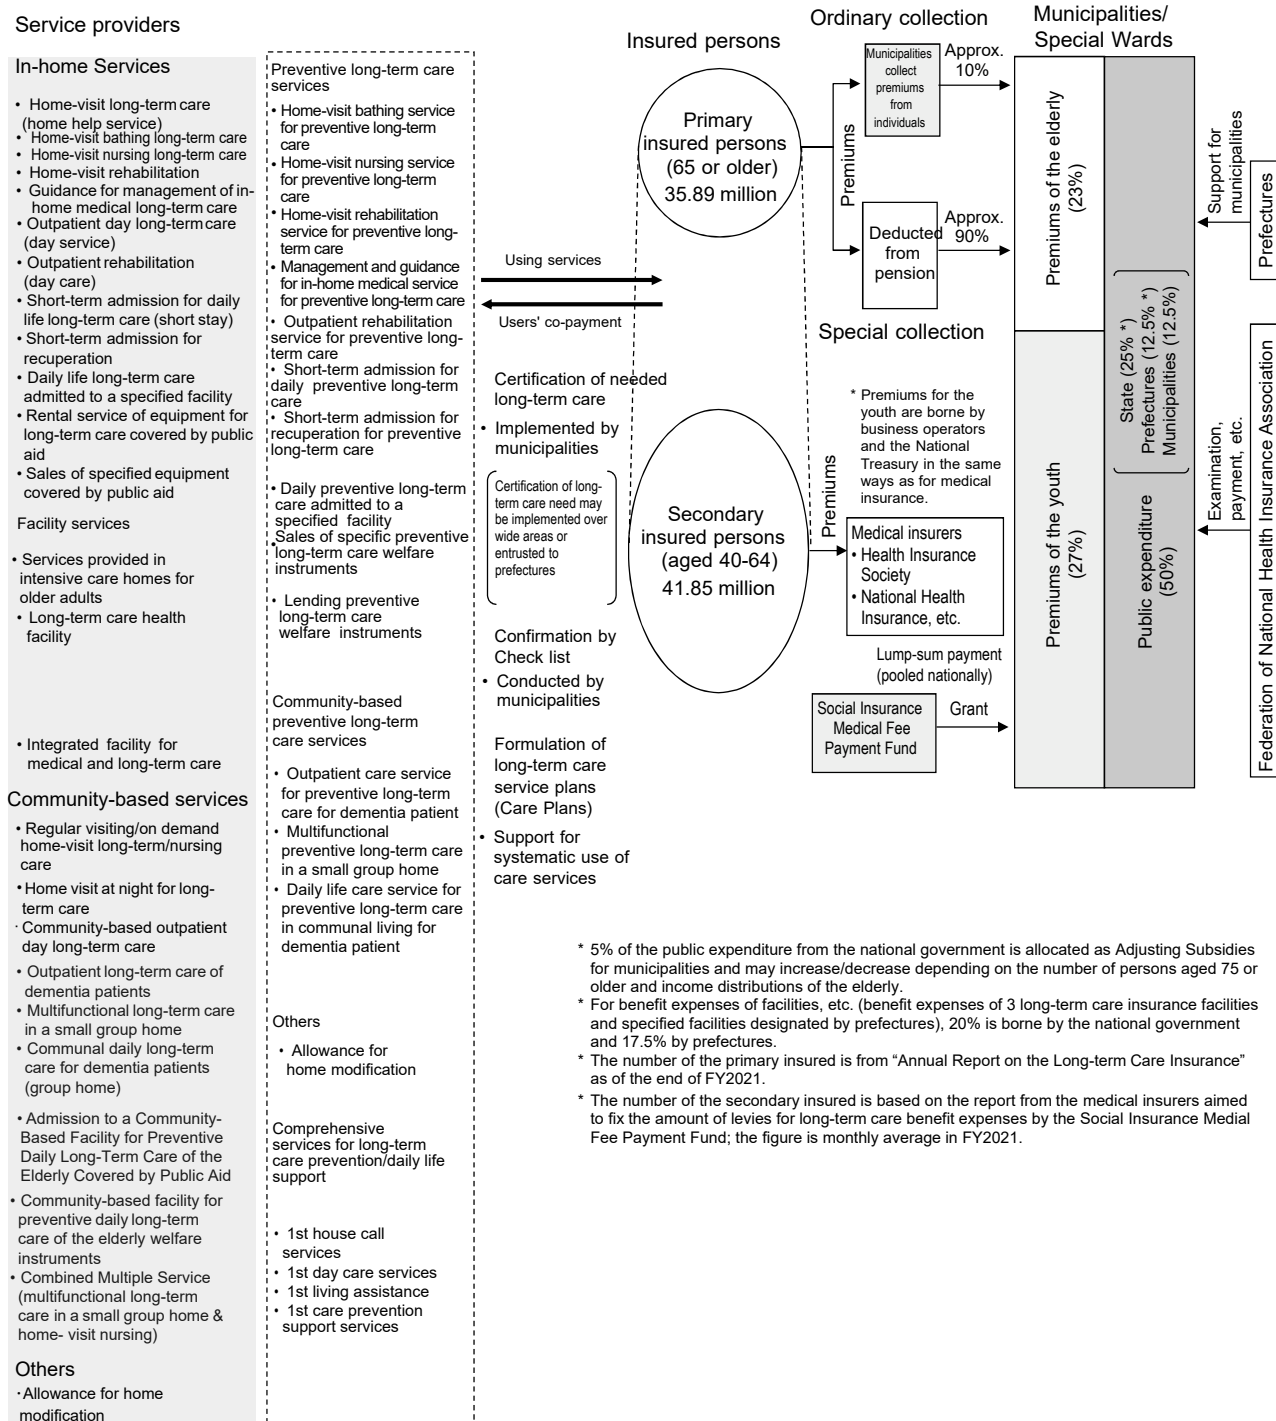 Service providers
In-home Services
• Home-visit long-term care
(home help service)
• Home-visit bathing long-term care
• Home-visit nursing long-term care
• Home-visit rehabilitation
• Guidance for management of in-
home medical long-term care
• Outpatient day long-term care
(day service)
• Outpatient rehabilitation
(day care)
• Short-term admission for daily
life long-term care (short stay)
• Short-term admission for
recuperation
• Daily life long-term care
admitted to a specified facility
• Rental service of equipment for
long-term care covered by public
aid
• Sales of specified equipment
covered by public aid
Facility services
• Services provided in
intensive care homes for
older adults
• Long-term care health
facility
• Integrated facility for
medical and long-term care
Community-based services
• Regular visiting/on demand
home-visit long-term/nursing
care
• Home visit at night for long-
term care
· Community-based outpatient
day long-term care
• Outpatient long-term care of
dementia patients
• Multifunctional long-term care
in a small group home
• Communal daily long-term
care for dementia patients
(group home)
• Admission to a Community-
Based Facility for Preventive
Daily Long-Term Care of the
Elderly Covered by Public Aid
• Community-based facility for
preventive daily long-term
care of the elderly welfare
instruments
• Combined Multiple Service
(multifunctional long-term
care in a small group home &
home- visit nursing)
Others
· Allowance for home
modification
Preventive long-term care
services
• Home-visit bathing service
for preventive long-term
care
• Home-visit nursing service
for preventive long-term
care
• Home-visit rehabilitation
service for preventive long-
term care
• Management and guidance
for in-home medical service
for preventive long-term care
• Outpatient rehabilitation
service for preventive long-
term care
• Short-term admission for
daily preventive long-term
care
• Short-term admission for
recuperation for preventive
long-term care
• Daily preventive long-term
care admitted to a
specified facility
• Sales of specific preventive
long-term care welfare
instruments
• Lending preventive
long-term care
welfare instruments
Community-based
preventive long-term
care services
• Outpatient care service
for preventive long-term
care for dementia patient
• Multifunctional
preventive long-term care
in a small group home
• Daily life care service for
preventive long-term care
in communal living for
dementia patient
Others
• Allowance for
home modification
Comprehensive
services for long-term
care prevention/daily life
support
• 1st house call
services
• 1st day care services
• 1st living assistance
• 1st care prevention
support services
Using services
Users' co-payment
Certification of needed
long-term care
• Implemented by
municipalities
Certification of long-
term care need may
be implemented over
wide areas or
entrusted to
prefectures
Confirmation by
Check list
• Conducted by
municipalities
Formulation of
long-term care
service plans
(Care Plans)
• Support for
systematic use of
care services
Insured persons
Primary
insured persons
(65 or older)
35.89 million
Secondary
insured persons
(aged 40-64)
41.85 million
Premiums
Premiums
Ordinary collection
Municipalities
collect
premiums
from
individuals
Approx.
10%
Deducted
from
pension
Approx.
90%
Special collection
* Premiums for the
youth are borne by
business operators
and the National
Treasury in the same
ways as for medical
insurance.
Medical insurers
• Health Insurance
Society
• National Health
Insurance, etc.
Lump-sum payment
(pooled nationally)
Social Insurance
Medical Fee
Payment Fund
Grant
Municipalities/
Special Wards
Premiums of the elderly
(23%)
Premiums of the youth
(27%)
State (25% *)
Prefectures (12.5% *)
Municipalities (12.5%)
Public expenditure
(50%)
Support for
municipalities
Prefectures
Examination,
payment, etc.
Federation of National Health Insurance Association
* 5% of the public expenditure from the national government is allocated as Adjusting Subsidies
for municipalities and may increase/decrease depending on the number of persons aged 75 or
older and income distributions of the elderly.
* For benefit expenses of facilities, etc. (benefit expenses of 3 long-term care insurance facilities
and specified facilities designated by prefectures), 20% is borne by the national government
and 17.5% by prefectures.
* The number of the primary insured is from “Annual Report on the Long-term Care Insurance”
as of the end of FY2021.
* The number of the secondary insured is based on the report from the medical insurers aimed
to fix the amount of levies for long-term care benefit expenses by the Social Insurance Medial
Fee Payment Fund; the figure is monthly average in FY2021.